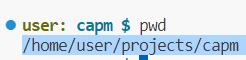 user: capm $ pwd
/home/user/projects/capm